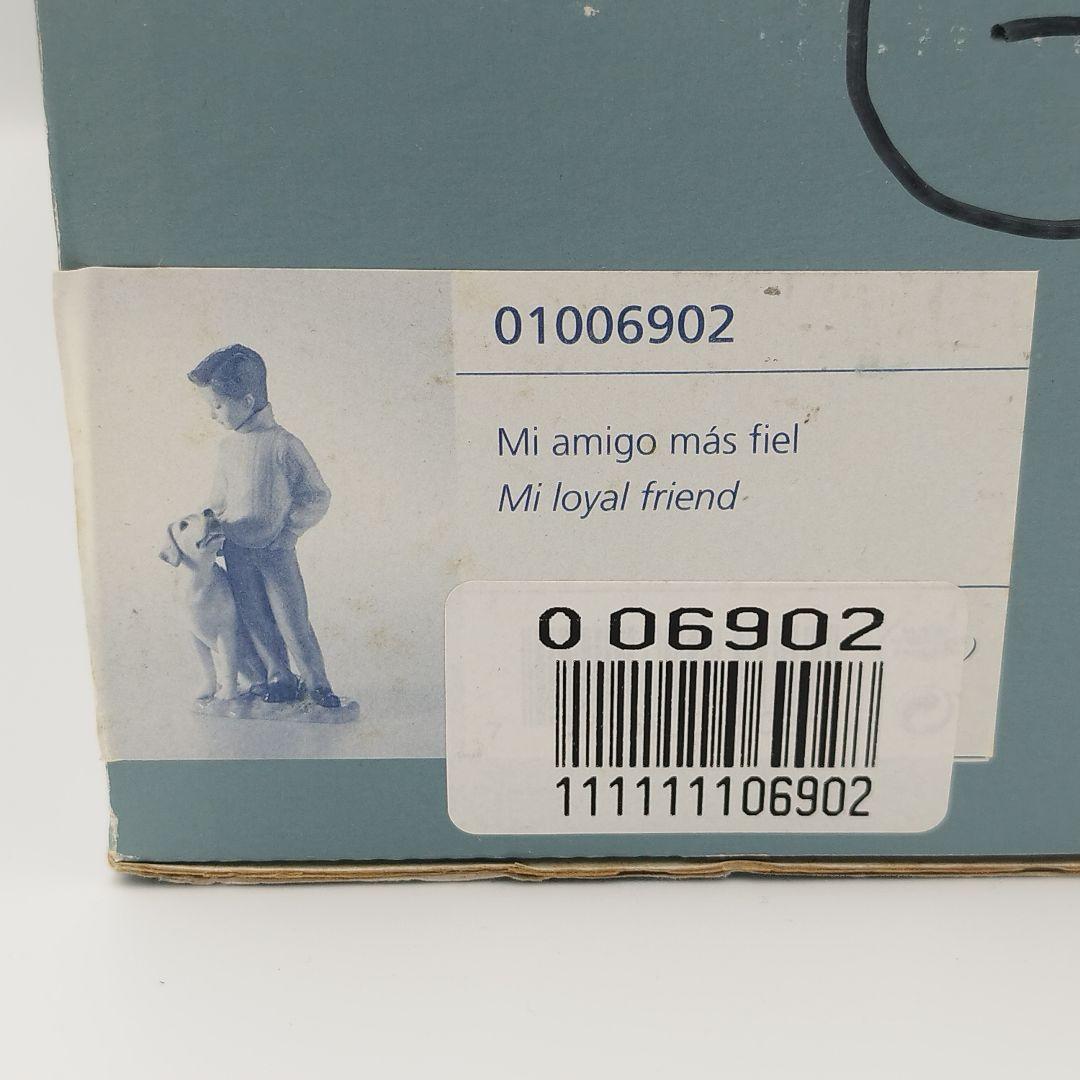 01006902
Mi amigo más fiel
Mi loyal friend
0 06902
111111106902